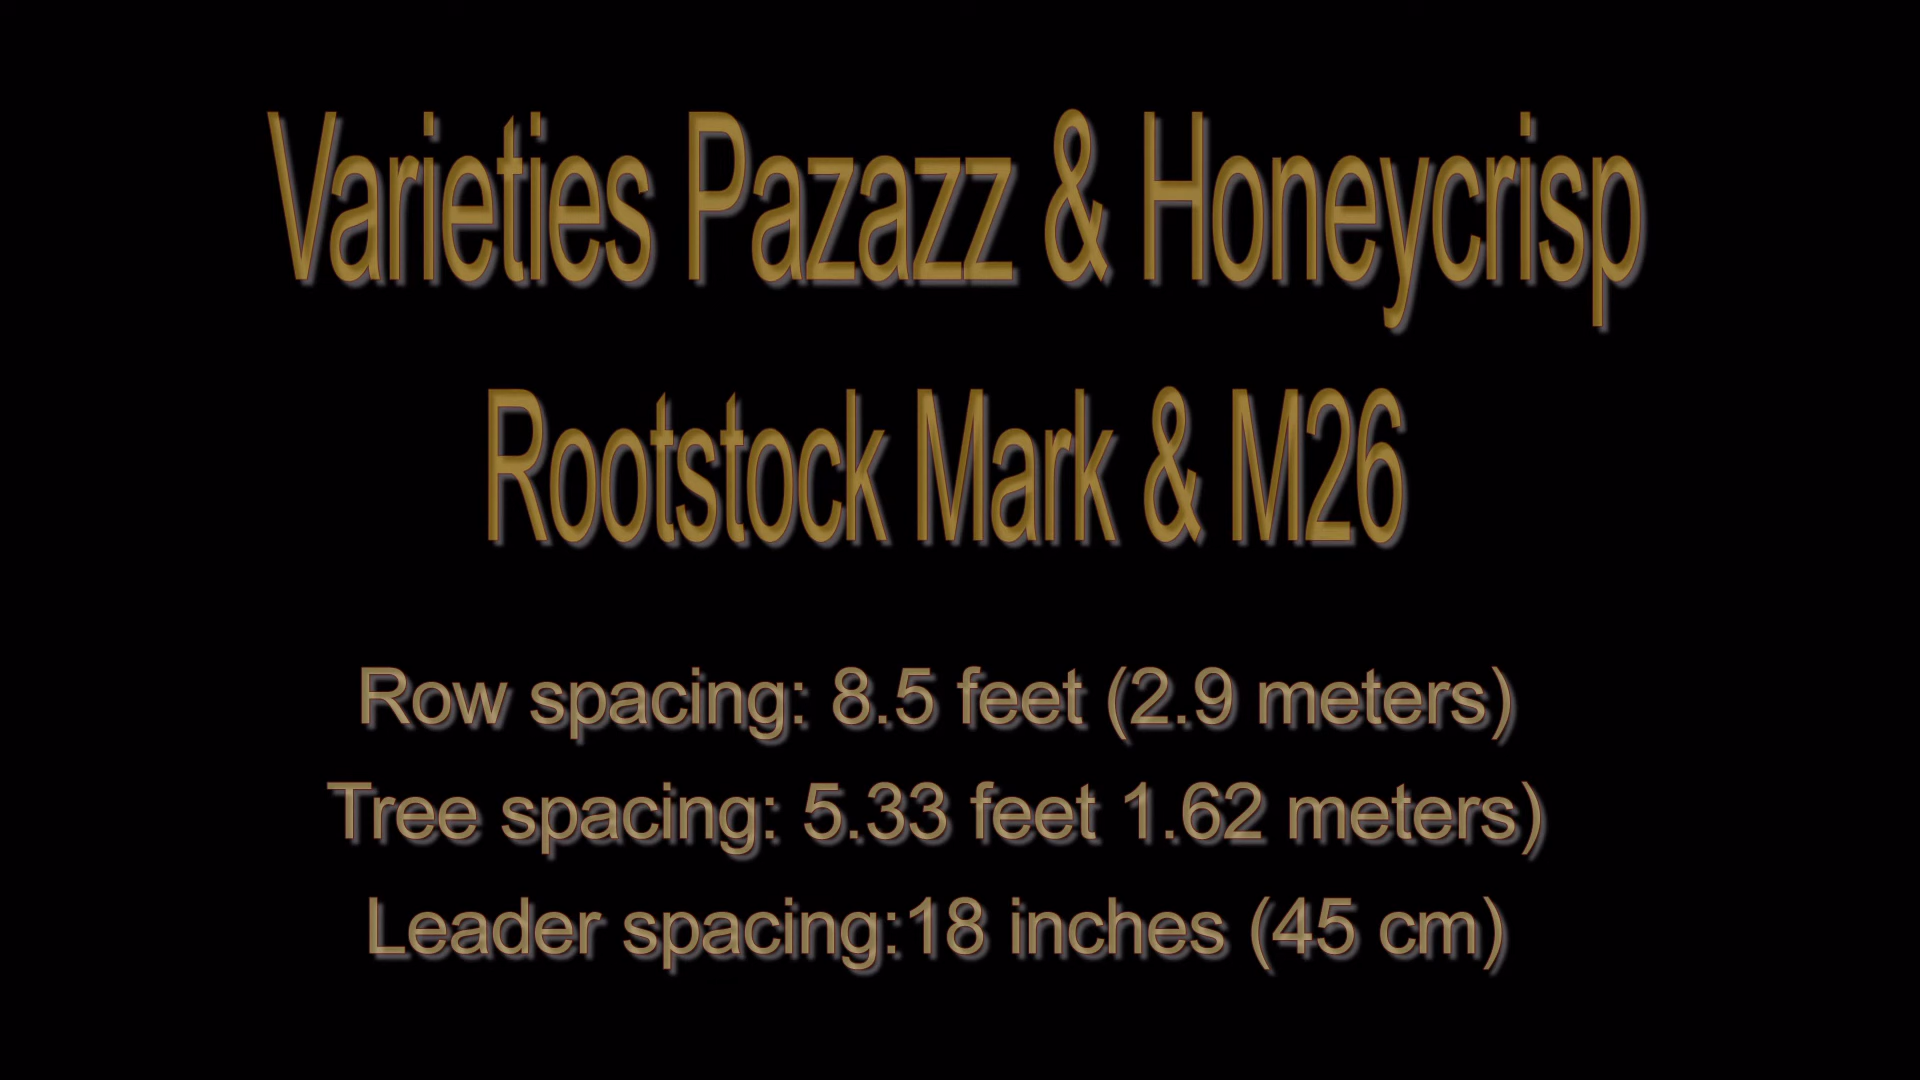 Varieties Pazazz & Honeycrisp
Rootstock Mark & M26
Row spacing: 8.5 feet (2.9 meters)
Tree spacing: 5.33 feet 1.62 meters)
Leader spacing:18 inches (45 cm)